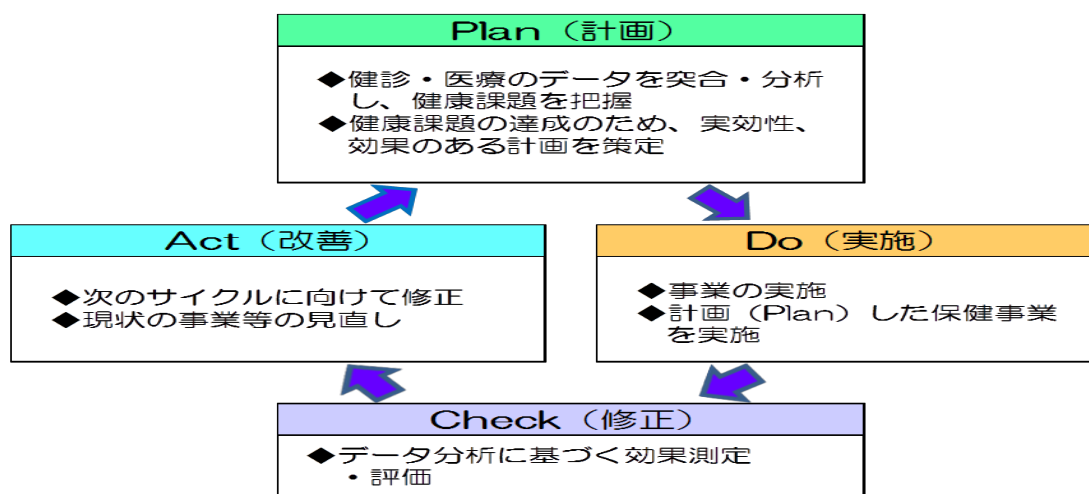 Plan（計画）
◆健診・医療のデータを突合・分析
し、健康課題を把握
◆健康課題の達成のため、実効性、
効果のある計画を策定
Act（改善）
◆次のサイクルに向けて修正
◆現状の事業等の見直し
Do（実施）
◆事業の実施
◆計画（Plan）した保健事業
を実施
Check（修正）
◆データ分析に基づく効果測定
・評価